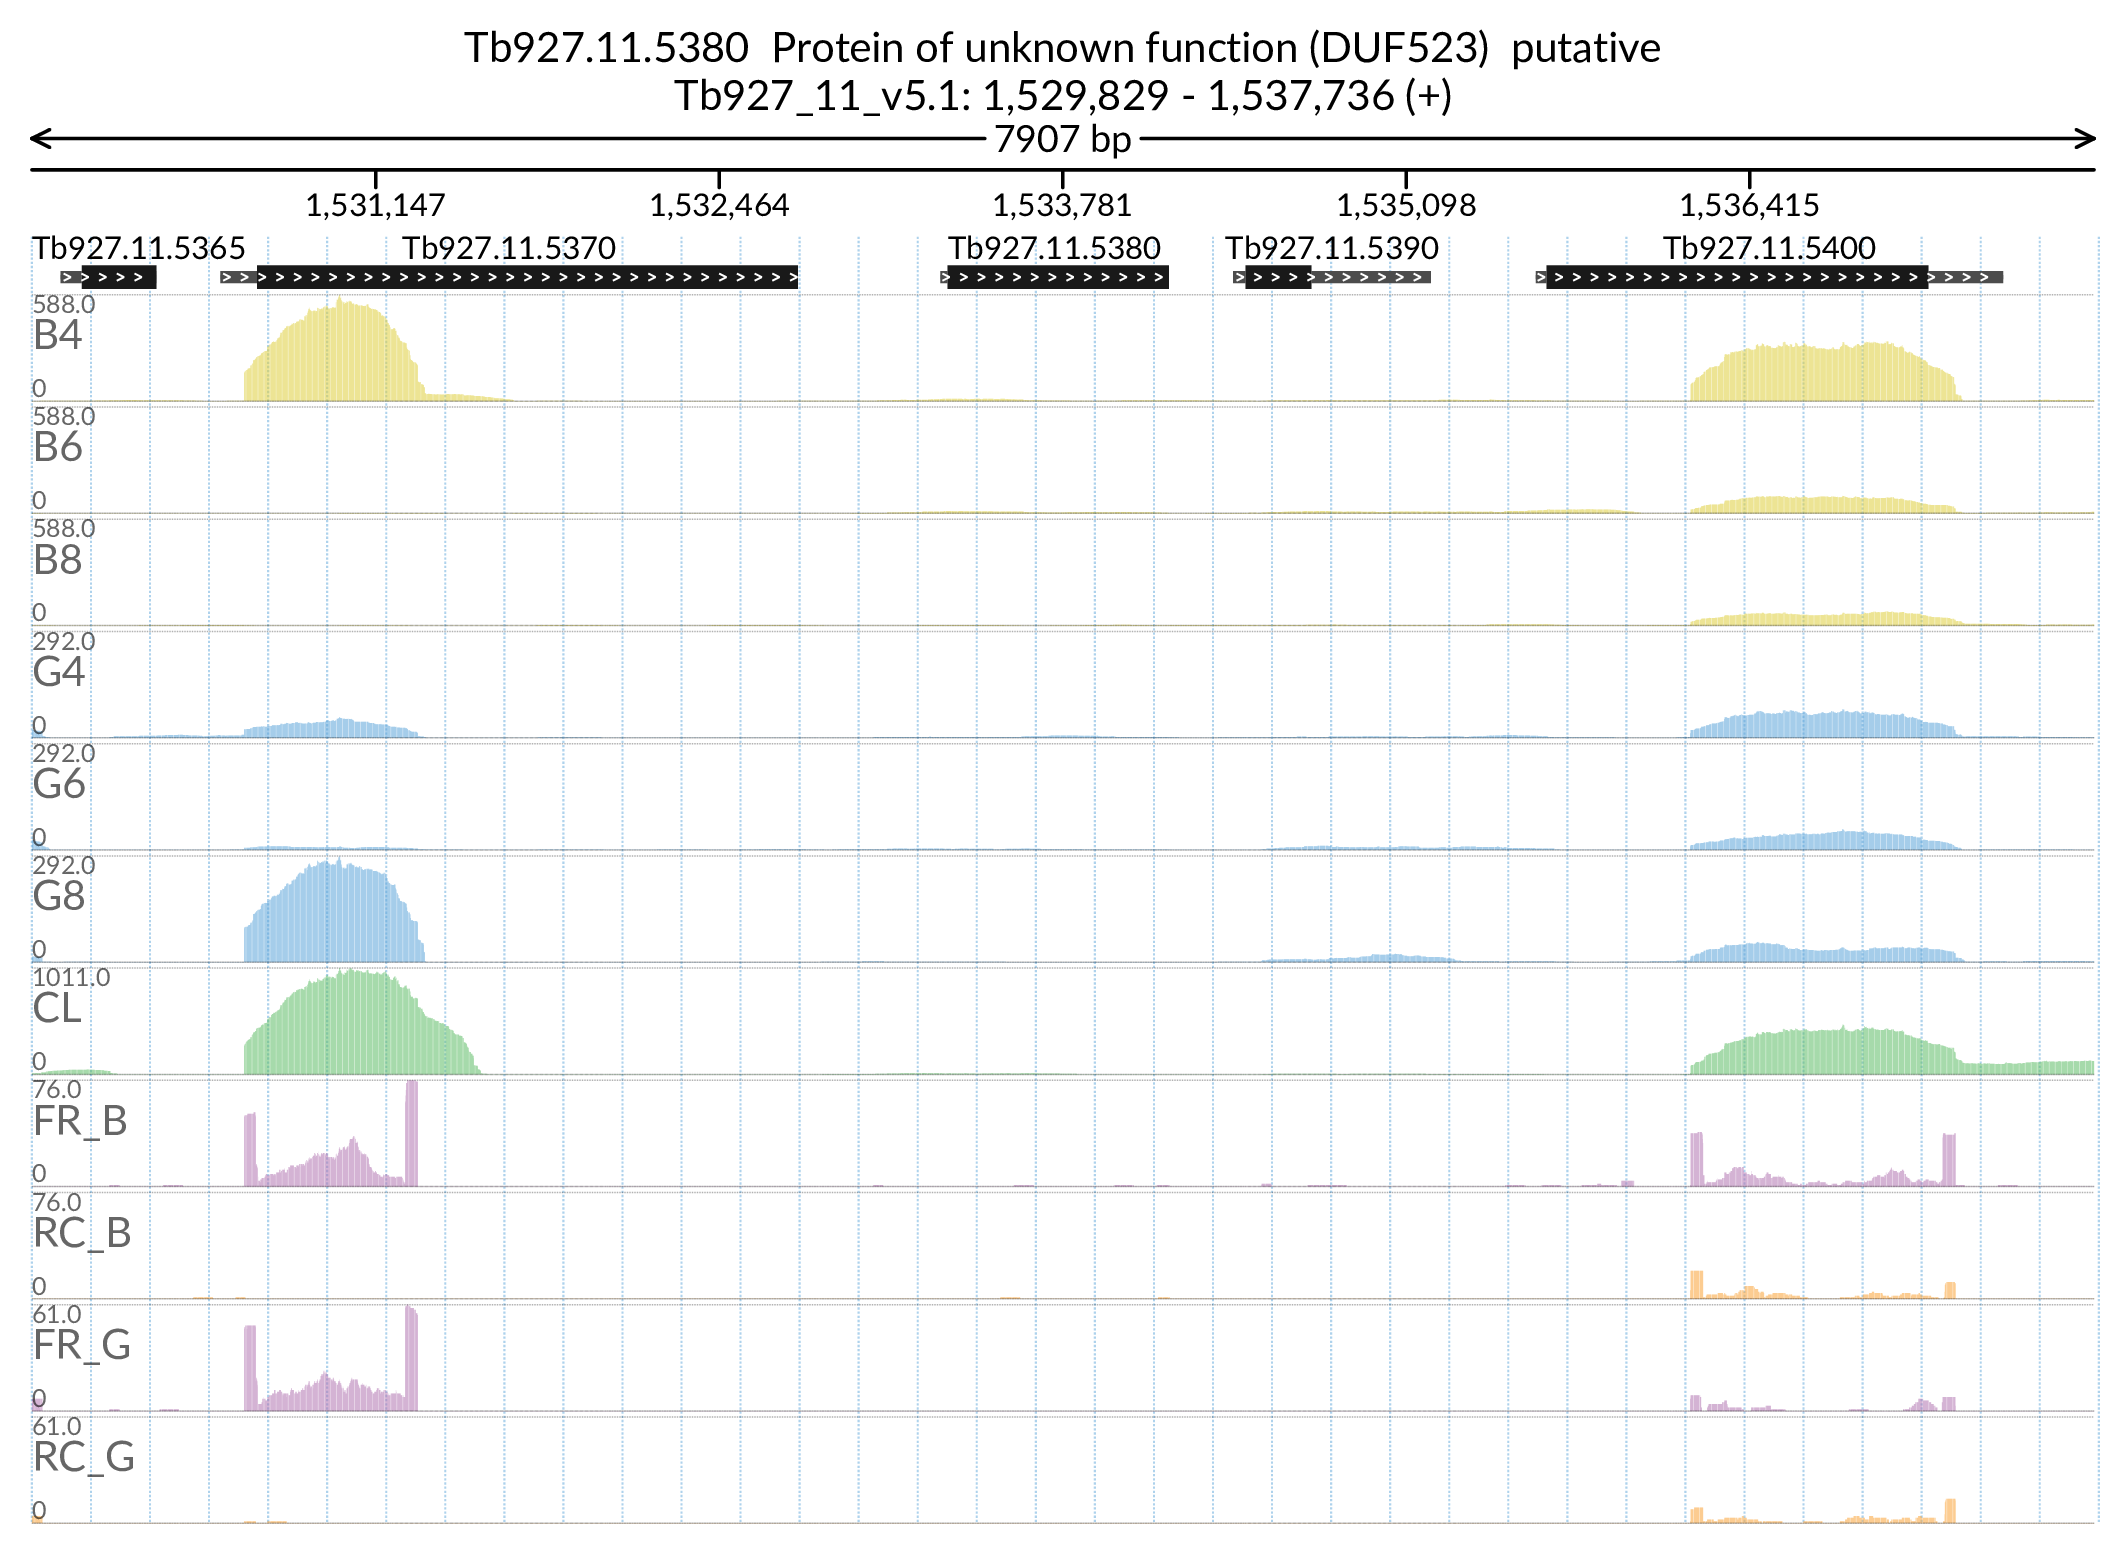 Tb927.11.5380 Protein of unknown function (DUF523) putative
Tb927_11_v5.1: 1,529,829 - 1,537,736 (+)
7907 bp
1,531,147 1,532,464 1,533,781 1,535,098 1,536,415
Tb927.11.5365 Tb927.11.5370 Tb927.11.5380 Tb927.11.5390 Tb927.11.5400
588.0
B4
0
588.0
B6
0
588.0
B8
0
292.0
G4
0
292.0
G6
0
292.0
G8
0
1011.0
CL
0
76.0
FR_B
0
76.0
RC_B
0
61.0
FR_G
0
61.0
RC_G
0